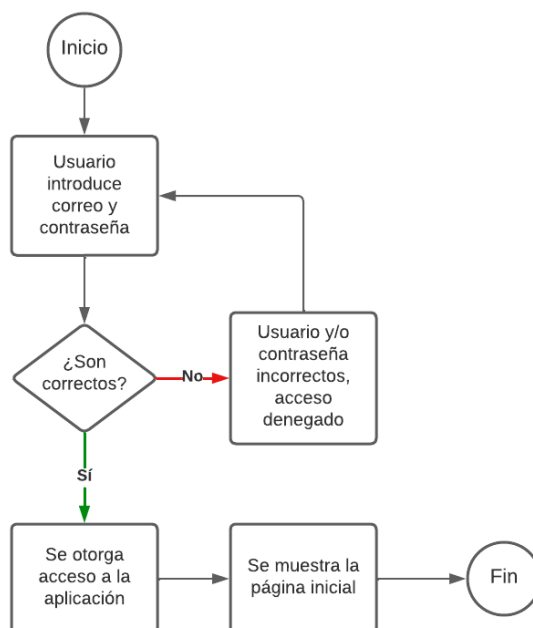 Inicio
Usuario
introduce
correo y
contraseña
¿Son
correctos?
No
Usuario y/o
contraseña
incorrectos,
acceso
denegado
Sí
Se otorga
acceso a la
aplicación
Se muestra la
página inicial
Fin